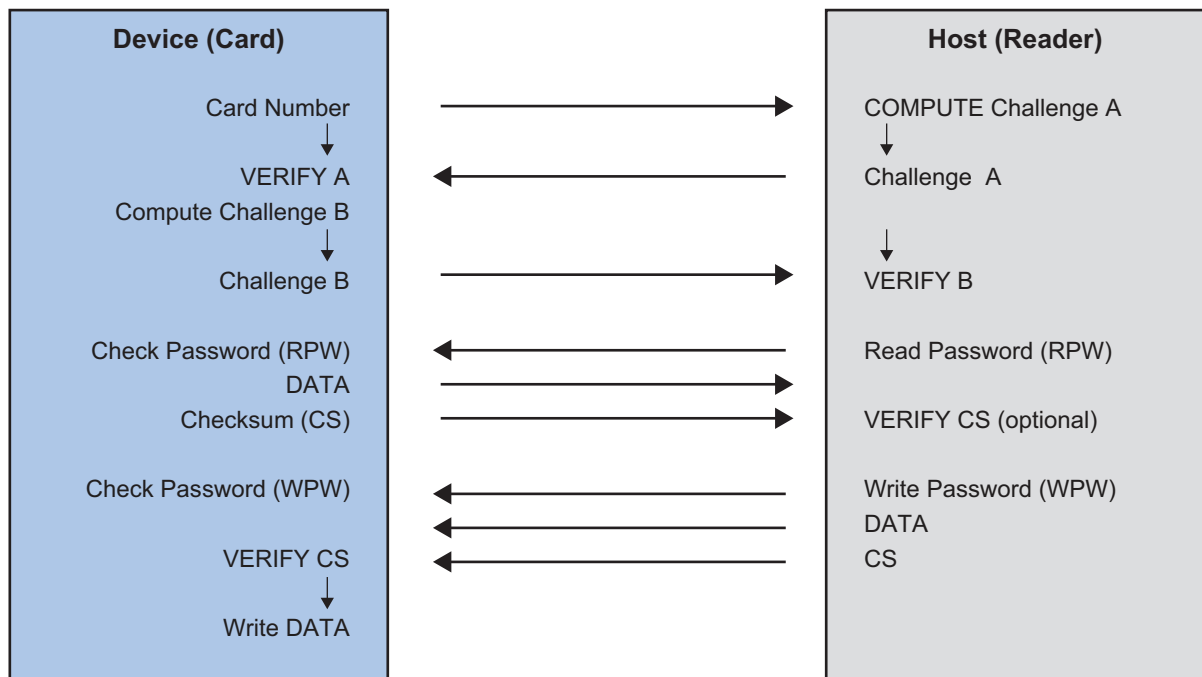 Device (Card)
Host (Reader)
Card Number
COMPUTE Challenge A
VERIFY A
Challenge A
Compute Challenge B
Challenge B
VERIFY B
Check Password (RPW)
Read Password (RPW)
DATA
Checksum (CS)
VERIFY CS (optional)
Check Password (WPW)
Write Password (WPW)
DATA
VERIFY CS
CS
Write DATA